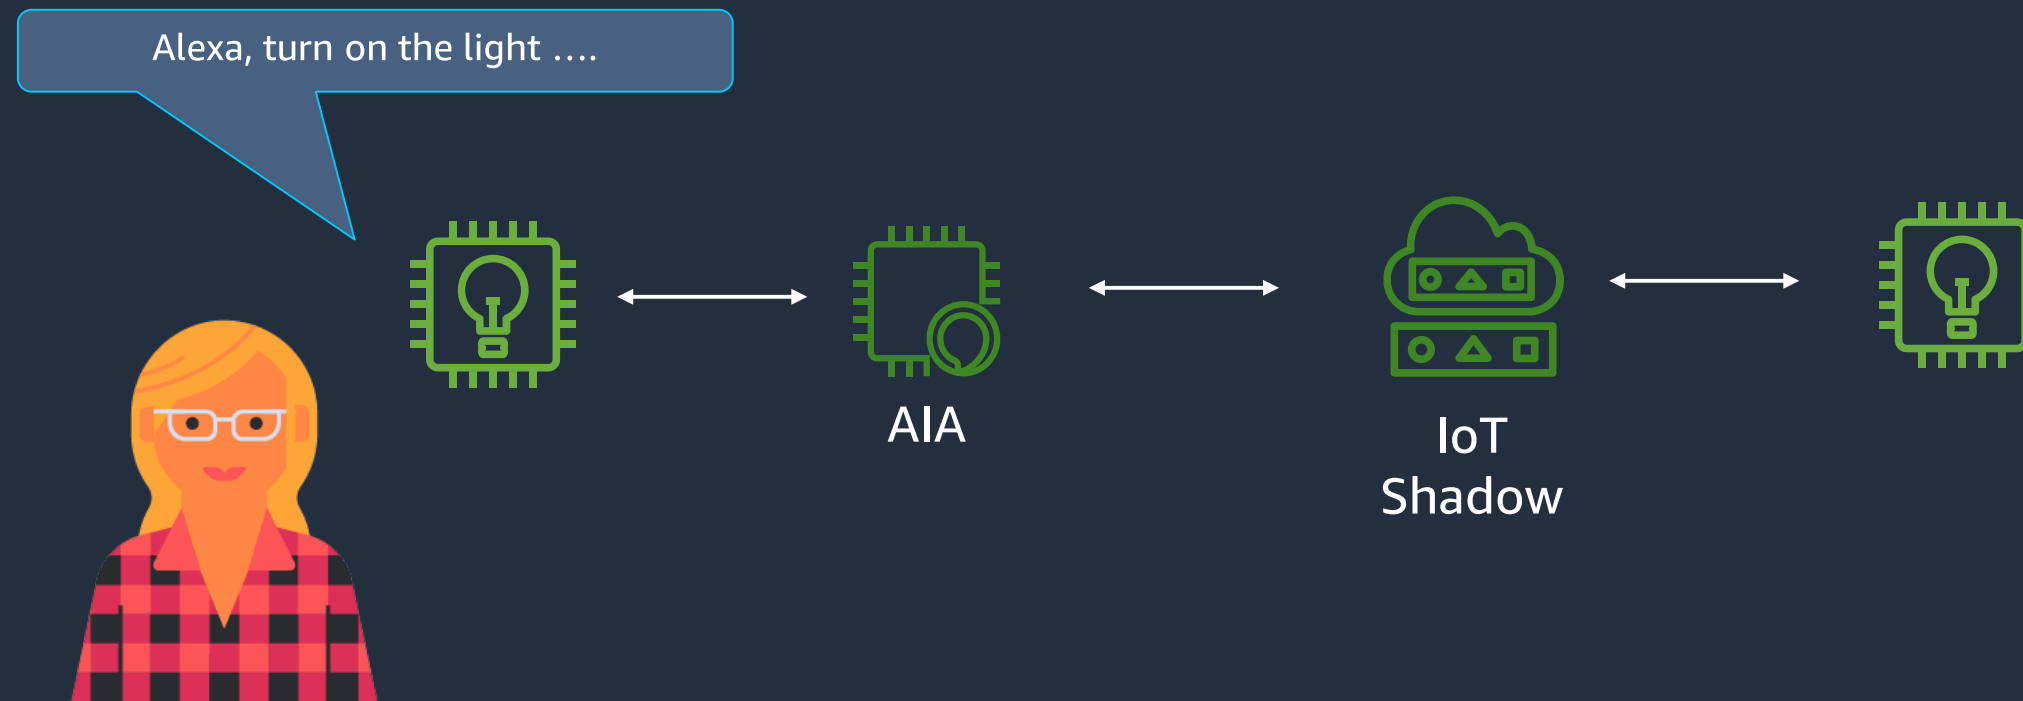 Alexa, turn on the light ....
AIA
IoT
Shadow